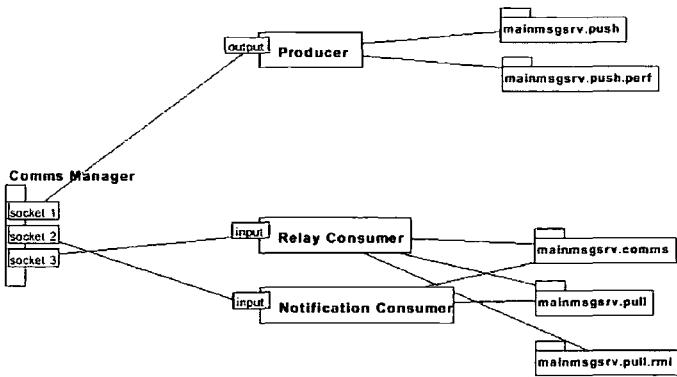 mainmsgsrv.push
output
Producer
mainmsgsrv.push.perf
Comms Manager
socket 1
socket 2
socket 3
input
Relay Consumer
mainmsgsrv.comms
input
Notification Consumer
mainmsgsrv.pull
mainmsgsrv.pull.rmi